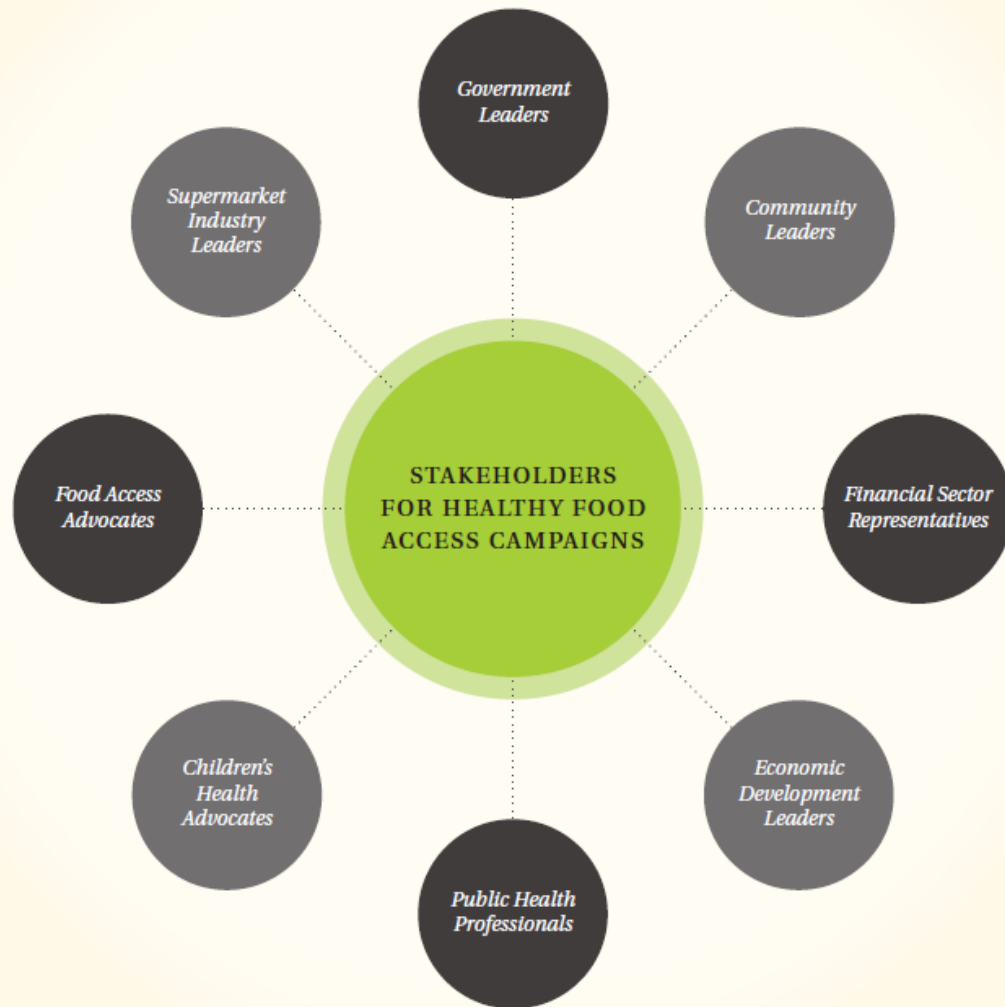 Government
Leaders
Supermarket
Industry
Leaders
Community
Leaders
Food Access
Advocates
STAKEHOLDERS
FOR HEALTHY FOOD
ACCESS CAMPAIGNS
Financial Sector
Representatives
Children's
Health
Advocates
Economic
Development
Leaders
Public Health
Professionals